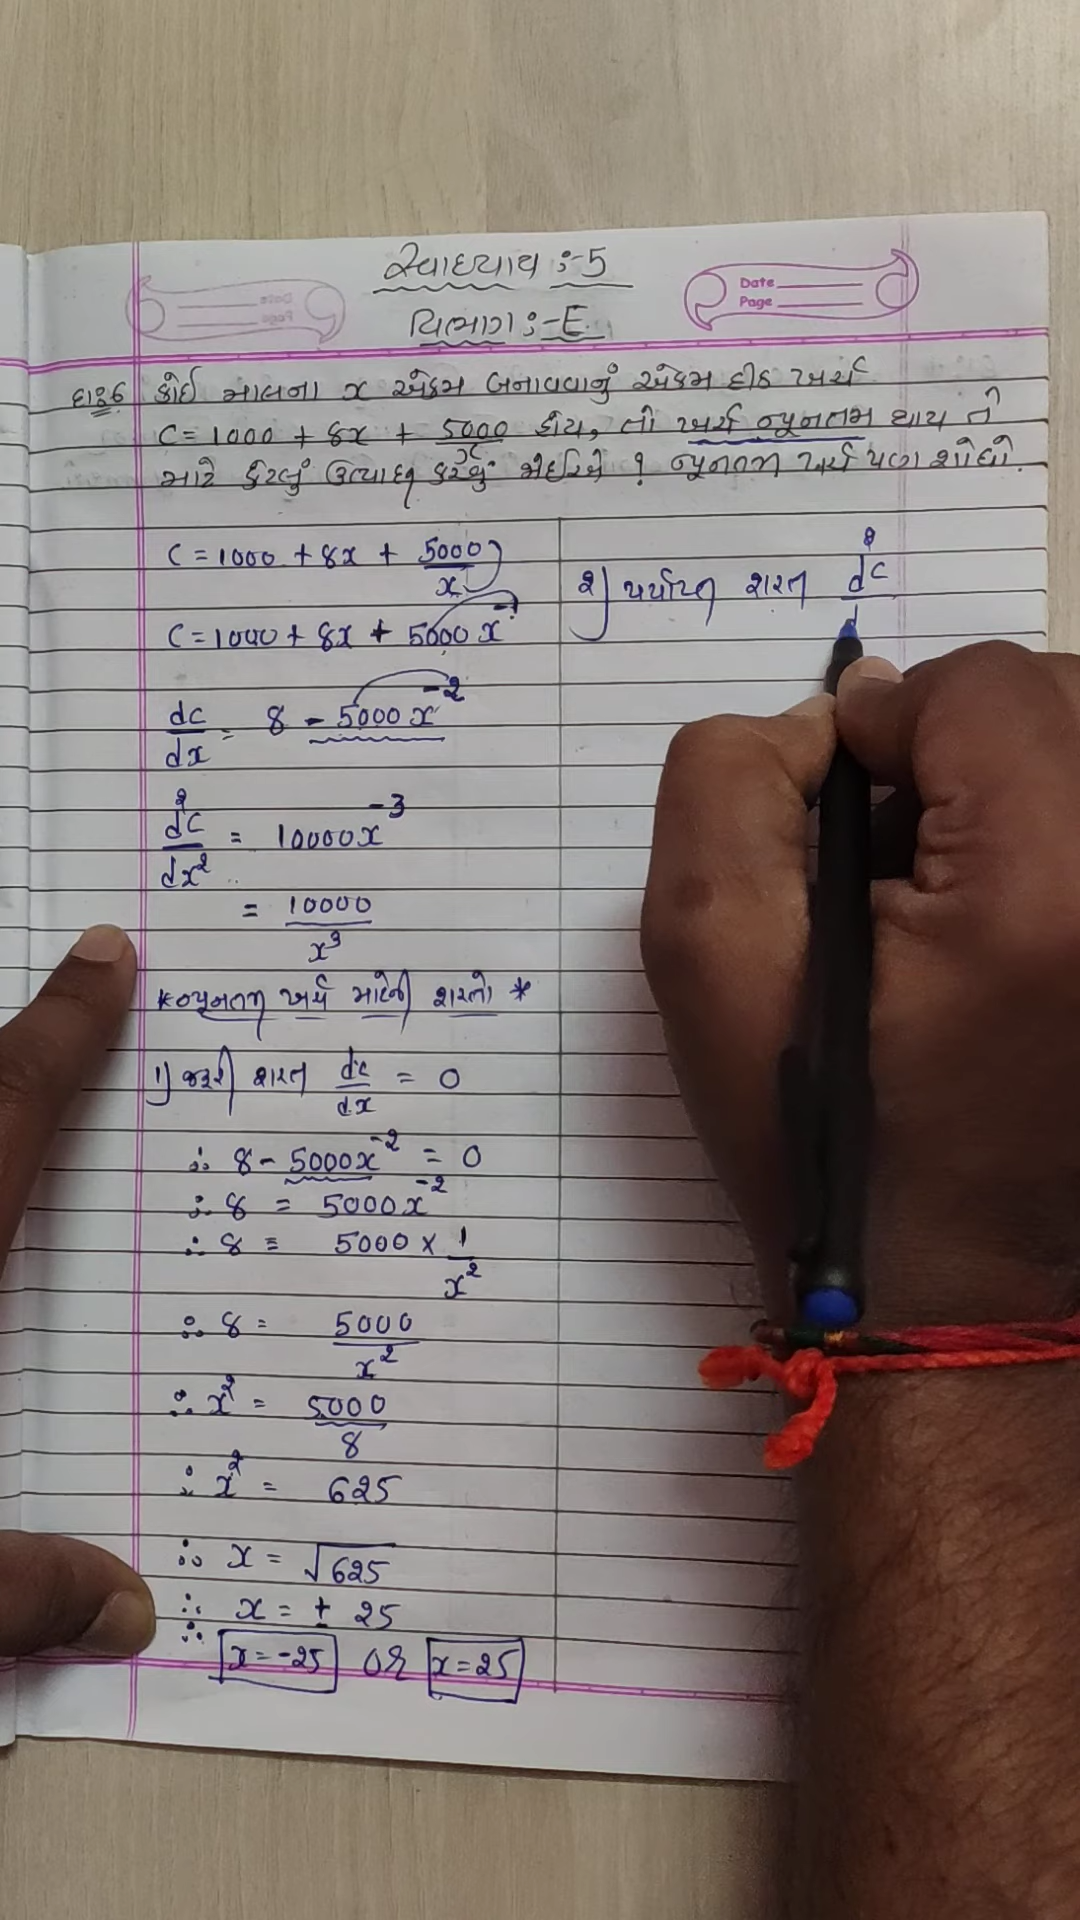 સ્વાધ્યાય :-5
વિભાગ :-E
Date
Page
દા૦૬ કોઈ માલના x એકમ બનાવવાનું એકમ દીઠ ખર્ચ
C = 1000 + 8x + 5000/x હોય, તો ખર્ચ ન્યૂનતમ થાય તે
માટે કેટલું ઉત્પાદન કરવું જોઈએ ? ન્યૂનતમ ખર્ચ પણ શોધો.
C = 1000 + 8x + 5000/x
C = 1000 + 8x + 5000x⁻¹
dc/dx = 8 - 5000x⁻²
d²c/dx² = 10000x⁻³
= 10000/x³
* ન્યૂનતમ ખર્ચ માટેની શરતો *
1) જરૂરી શરત dc/dx = 0
∴ 8 - 5000x⁻² = 0
∴ 8 = 5000x⁻²
∴ 8 = 5000 × 1/x²
∴ 8 = 5000/x²
∴ x² = 5000/8
∴ x² = 625
∴ x = √625
∴ x = ± 25
∴ x = -25 OR x = 25
2) પર્યાપ્ત શરત d²c/d